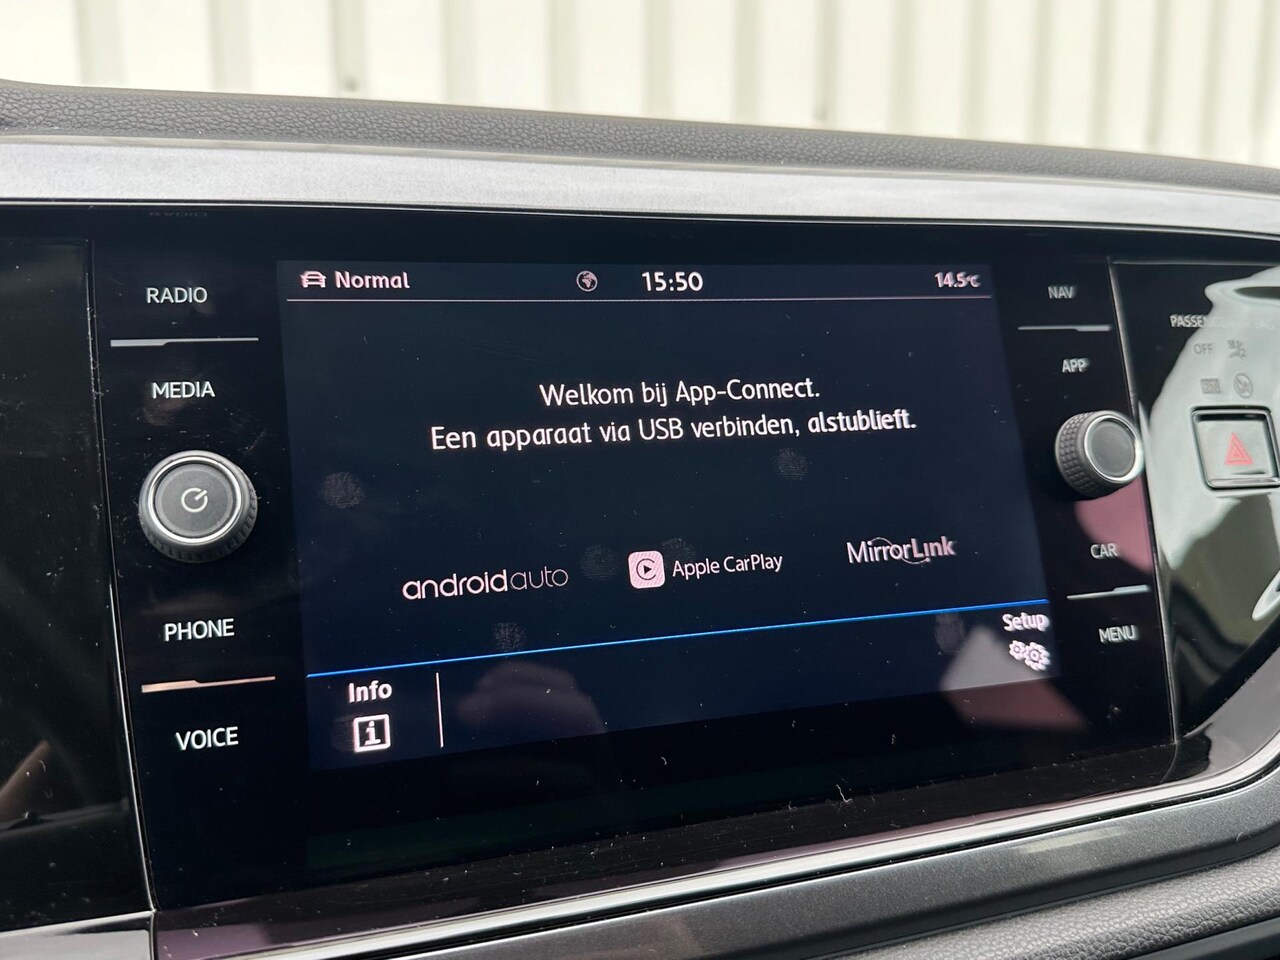 RADIO
MEDIA
PHONE
VOICE
Normal
15:50
14.5°C
Welkom bij App-Connect.
Een apparaat via USB verbinden, alstublieft.
androidauto
Apple CarPlay
MirrorLink
Setup
Info
i
NAV
APP
CAR
MENU
OFF